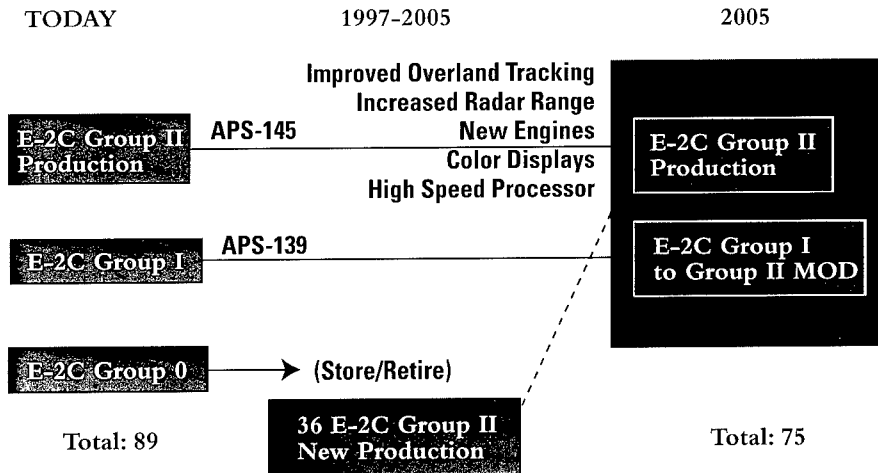 TODAY
1997-2005
2005
Improved Overland Tracking
Increased Radar Range
New Engines
Color Displays
High Speed Processor
E-2C Group II
Production
APS-145
E-2C Group II
Production
E-2C Group I
APS-139
E-2C Group I
to Group II MOD
E-2C Group 0
(Store/Retire)
36 E-2C Group II
New Production
Total: 89
Total: 75